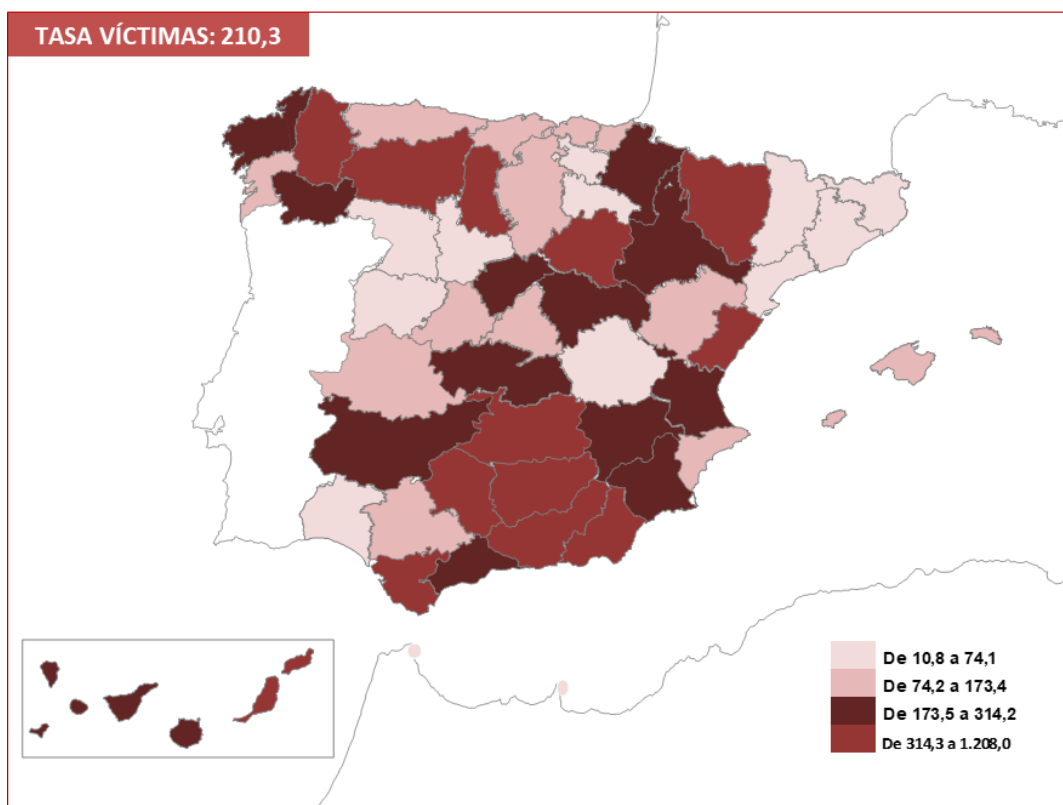 TASA VÍCTIMAS: 210,3
De 10,8 a 74,1
De 74,2 a 173,4
De 173,5 a 314,2
De 314,3 a 1.208,0